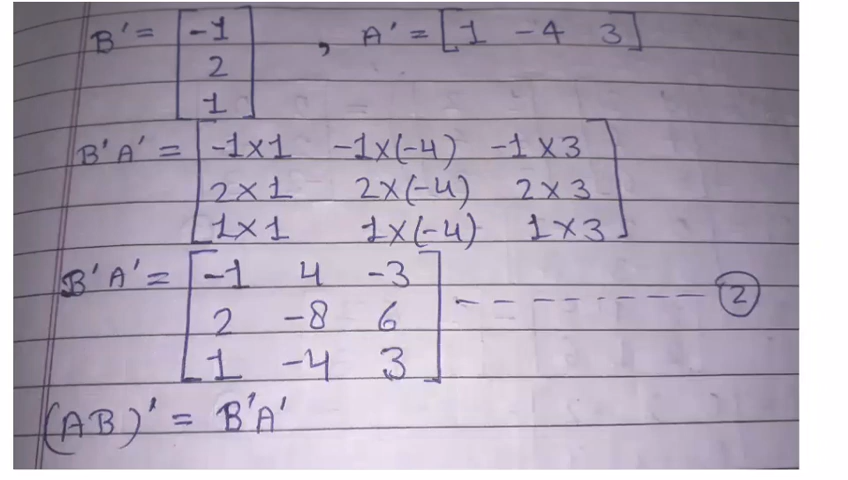 B' = [-1 , A' = [1 -4 3]
2
1]
B'A' = [-1×1 -1×(-4) -1×3
2×1 2×(-4) 2×3
1×1 1×(-4) 1×3]
B'A' = [-1 4 -3
2 -8 6 -------- 2
1 -4 3]
(AB)' = B'A'